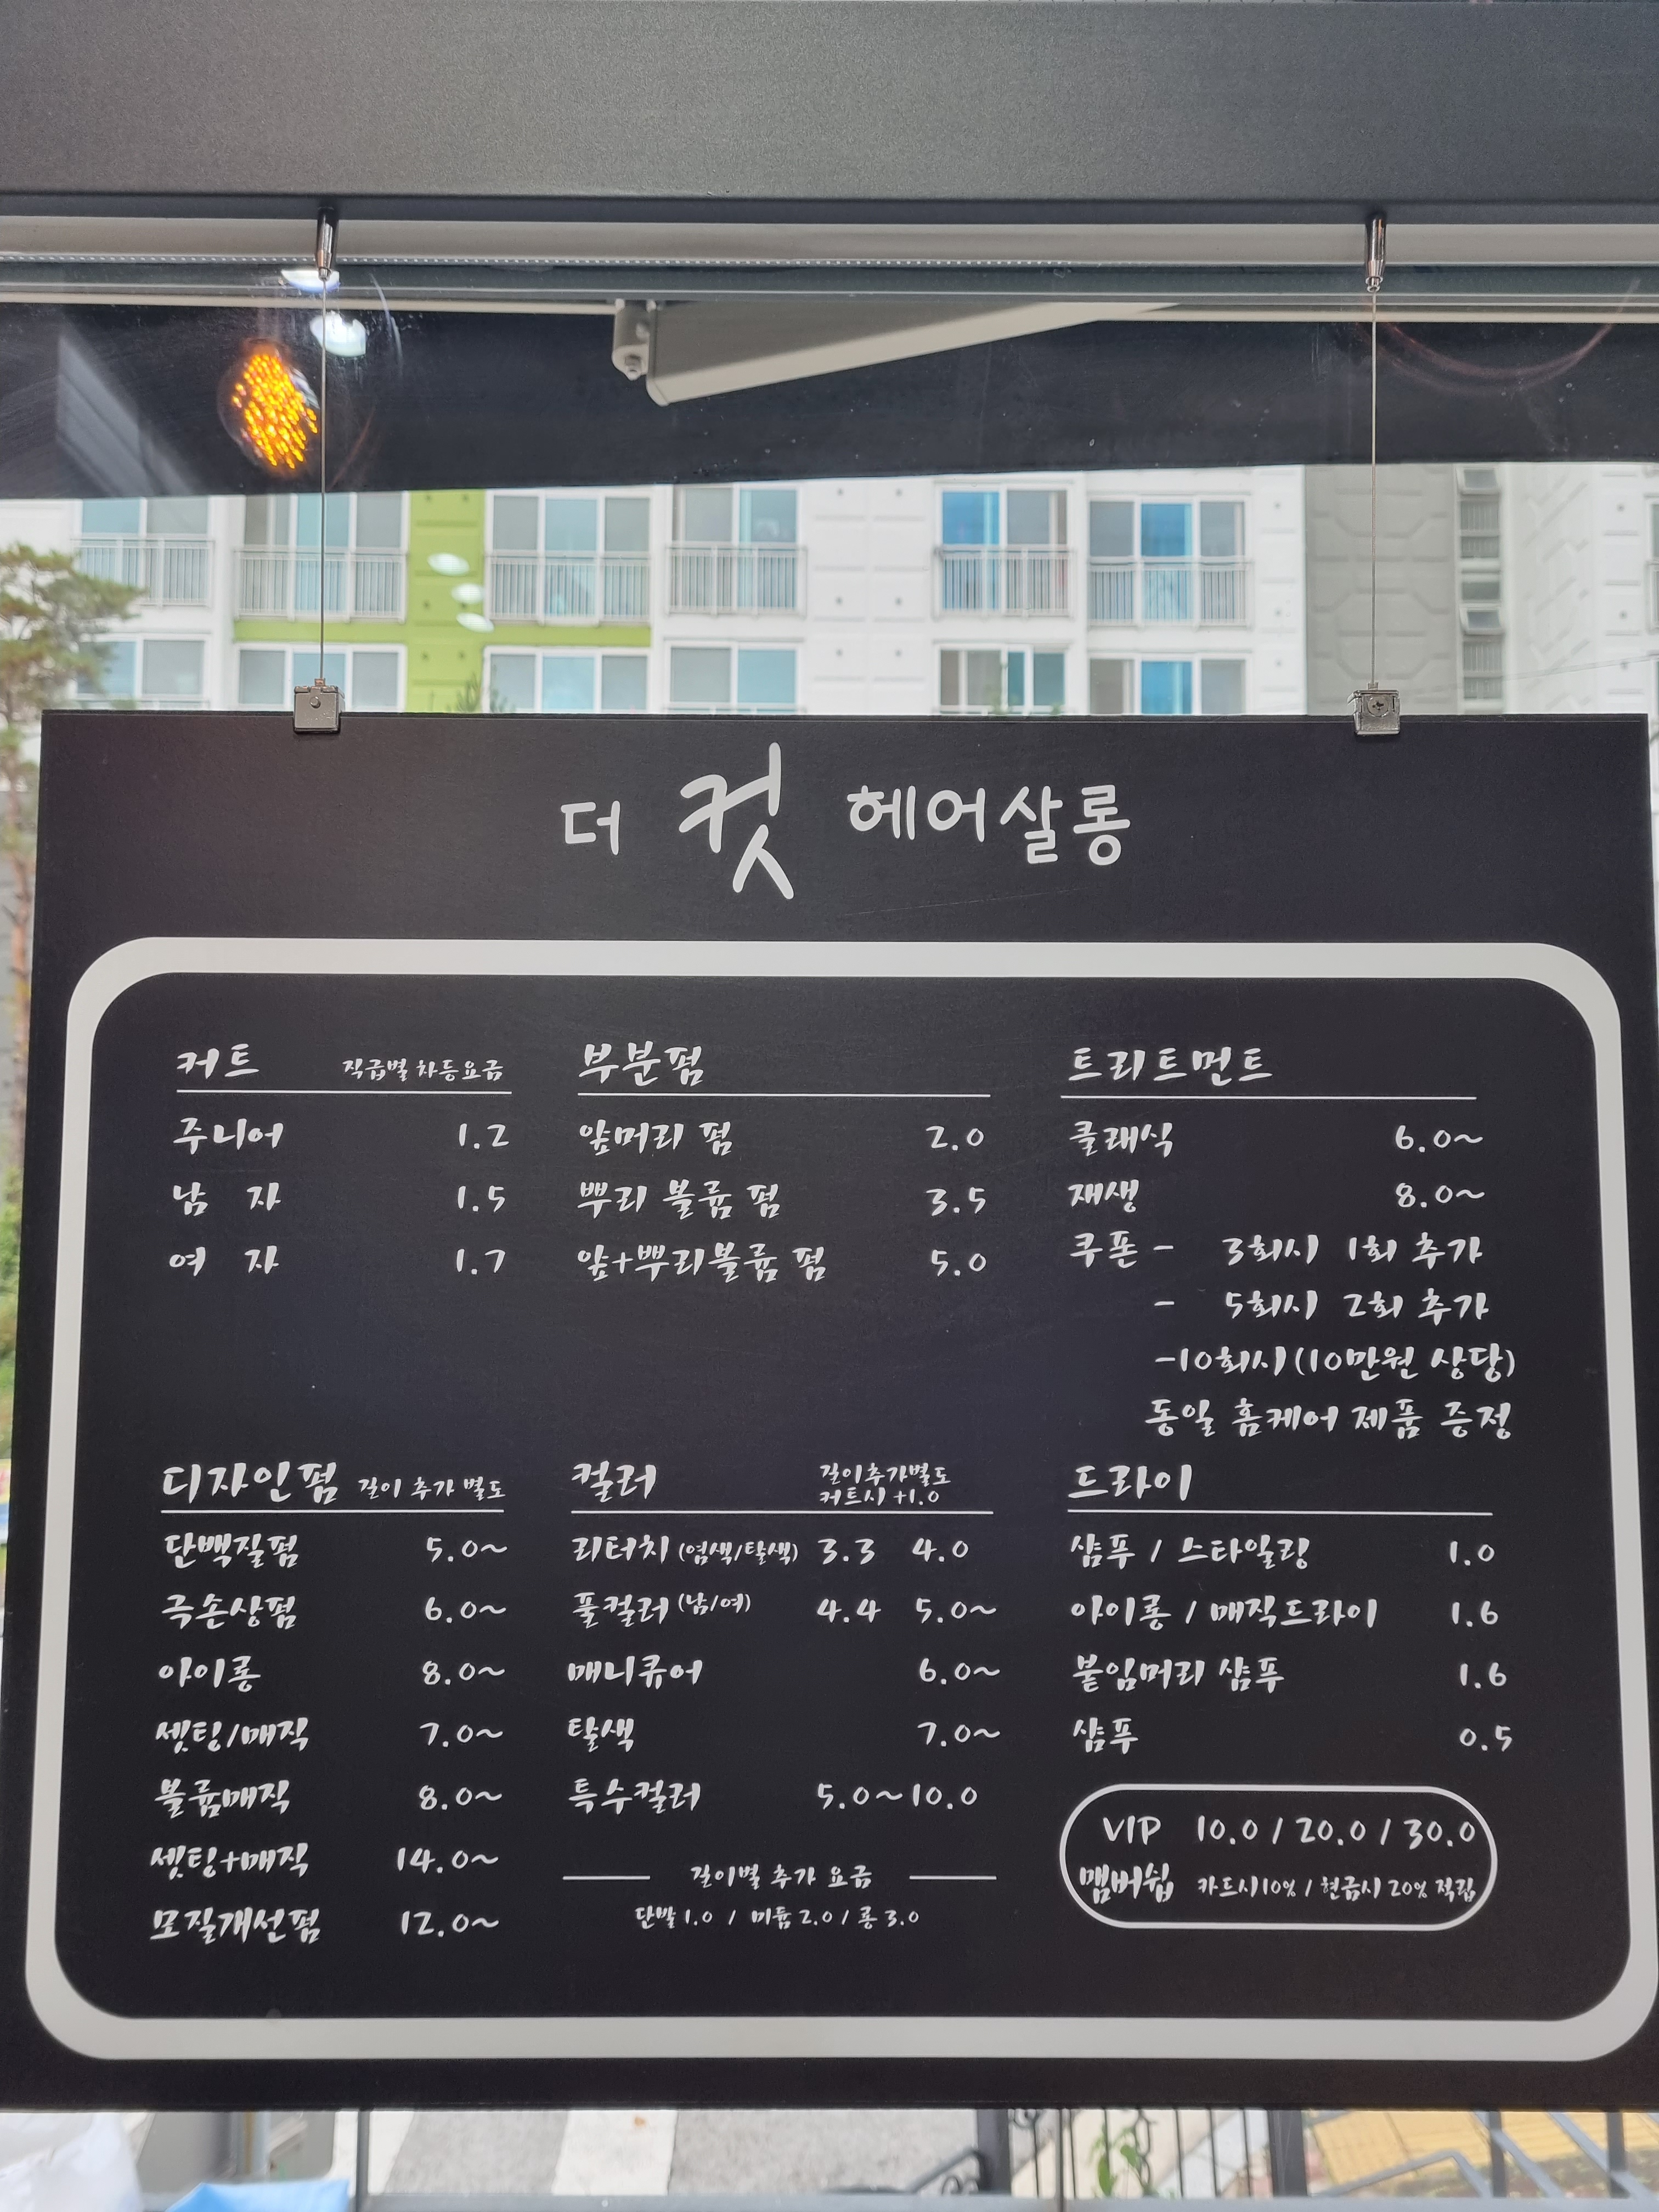 더 컷 헤어살롱
커트 직급별 차등요금
주니어 1.2
남 자 1.5
여 자 1.7
부분펌
앞머리 펌 2.0
뿌리 볼륨 펌 3.5
앞+뿌리볼륨 펌 5.0
트리트먼트
클래식 6.0~
재생 8.0~
쿠폰 - 3회시 1회 추가
- 5회시 2회 추가
-10회시(10만원 상당)
동일 홈케어 제품 증정
디자인펌 길이 추가 별도
단백질펌 5.0~
극손상펌 6.0~
아이롱 8.0~
셋팅/매직 7.0~
볼륨매직 8.0~
셋팅+매직 14.0~
모질개선펌 12.0~
컬러 길이추가별도
커트시 +1.0
리터치 (염색/탈색) 3.3 4.0
풀컬러 (남/여) 4.4 5.0~
매니큐어 6.0~
탈색 7.0~
특수컬러 5.0~10.0
길이별 추가 요금
단발 1.0 / 미듐 2.0 / 롱 3.0
드라이
샴푸 / 스타일링 1.0
아이롱 / 매직드라이 1.6
붙임머리 샴푸 1.6
샴푸 0.5
VIP 10.0 / 20.0 / 30.0
맴버쉽 카드시10% / 현금시 20% 적립